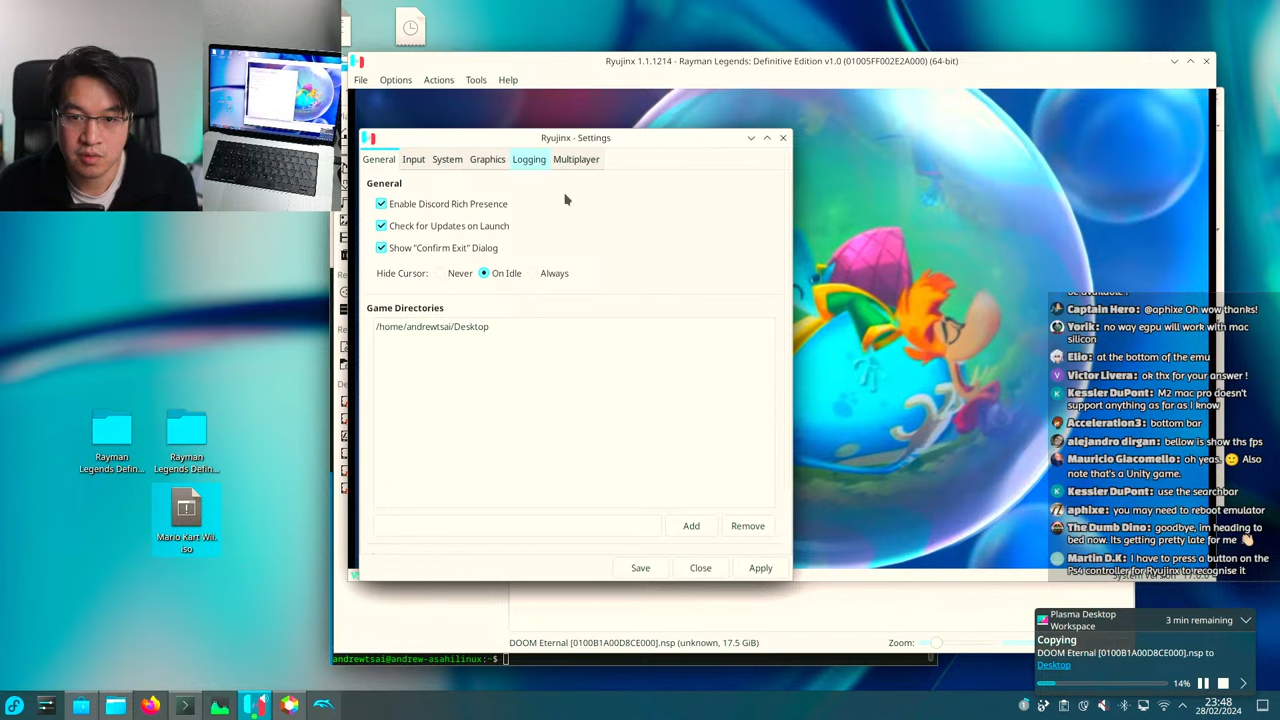 Ryujinx 1.1.1214 - Rayman Legends: Definitive Edition v1.0 (01005FF002E2A000) (64-bit)
File Options Actions Tools Help
Ryujinx - Settings
General Input System Graphics Logging Multiplayer
General
Enable Discord Rich Presence
Check for Updates on Launch
Show "Confirm Exit" Dialog
Hide Cursor: Never On Idle Always
Game Directories
/home/andrewtsai/Desktop
Add Remove
Save Close Apply
Rayman
Legends Defin...
Rayman
Legends Defin...
Mario Kart Wii.
iso
be available !
Captain Hero: @aphixe Oh wow thanks!
Yorik: no way egpu will work with mac
silicon
Elio: at the bottom of the emu
Victor Livera: ok thx for your answer !
Kessler DuPont: M2 mac pro doesn't
support anything as far as I know
Acceleration3: bottom bar
alejandro dirgan: bellow is show ths fps
Mauricio Giacomello: oh yeas. 🙂 Also
note that's a Unity game.
Kessler DuPont: use the searchbar
aphixe: you may need to reboot emulator
The Dumb Dino: goodbye, im heading to
bed now. Its getting pretty late for me 👋🏻
Martin D.K: I have to press a button on the
PS4 controller for Ryujinx to recognise it
System Version 17.0.0
DOOM Eternal [0100B1A00D8CE000].nsp (unknown, 17.5 GiB)
Zoom:
andrewtsai@andrew-asahilinux:~$
Plasma Desktop
Workspace
3 min remaining
Copying
DOOM Eternal [0100B1A00D8CE000].nsp to
Desktop
14%
23:48
28/02/2024